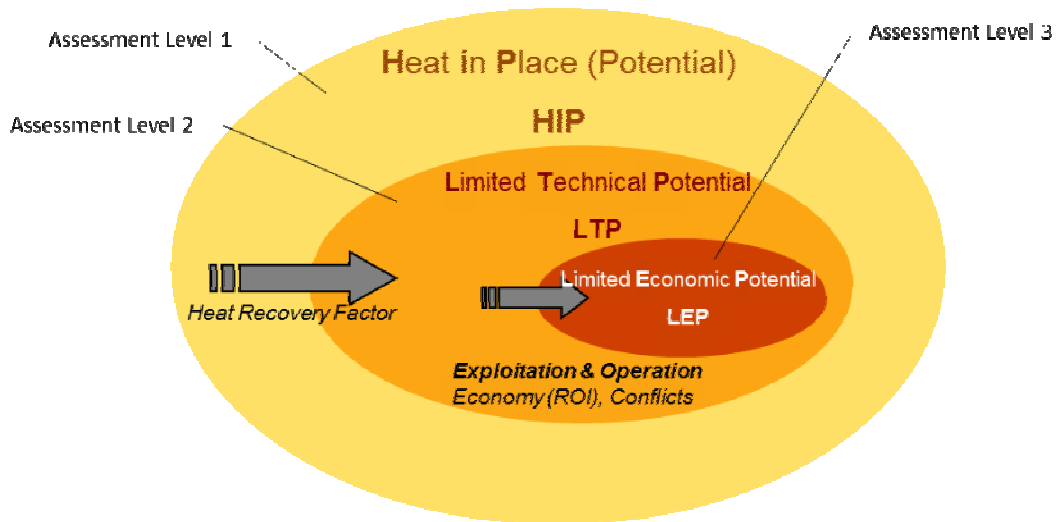 Assessment Level 1
Assessment Level 3
Heat in Place (Potential)
HIP
Assessment Level 2
Limited Technical Potential
LTP
Limited Economic Potential
LEP
Heat Recovery Factor
Exploitation & Operation
Economy (ROI), Conflicts